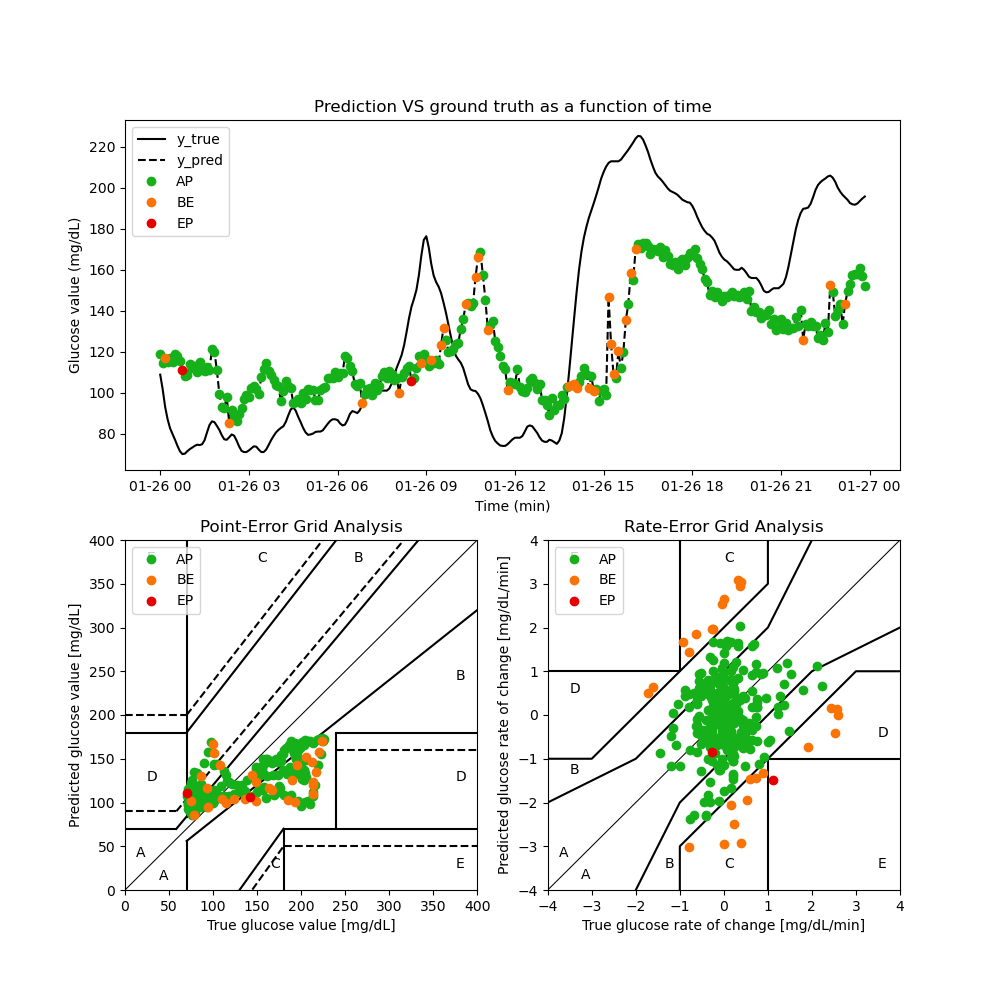 Prediction VS ground truth as a function of time
y_true
y_pred
AP
BE
EP
Glucose value (mg/dL)
220
200
180
160
140
120
100
80
01-26 00 01-26 03 01-26 06 01-26 09 01-26 12 01-26 15 01-26 18 01-26 21 01-27 00
Time (min)
Point-Error Grid Analysis
AP
BE
EP
C
B
B
D
D
A
A
C
E
Predicted glucose value [mg/dL]
400
350
300
250
200
150
100
50
0
0 50 100 150 200 250 300 350 400
True glucose value [mg/dL]
Rate-Error Grid Analysis
AP
BE
EP
C
D
D
B
A
A
B
C
E
Predicted glucose rate of change [mg/dL/min]
4
3
2
1
0
−1
−2
−3
−4
−4 −3 −2 −1 0 1 2 3 4
True glucose rate of change [mg/dL/min]